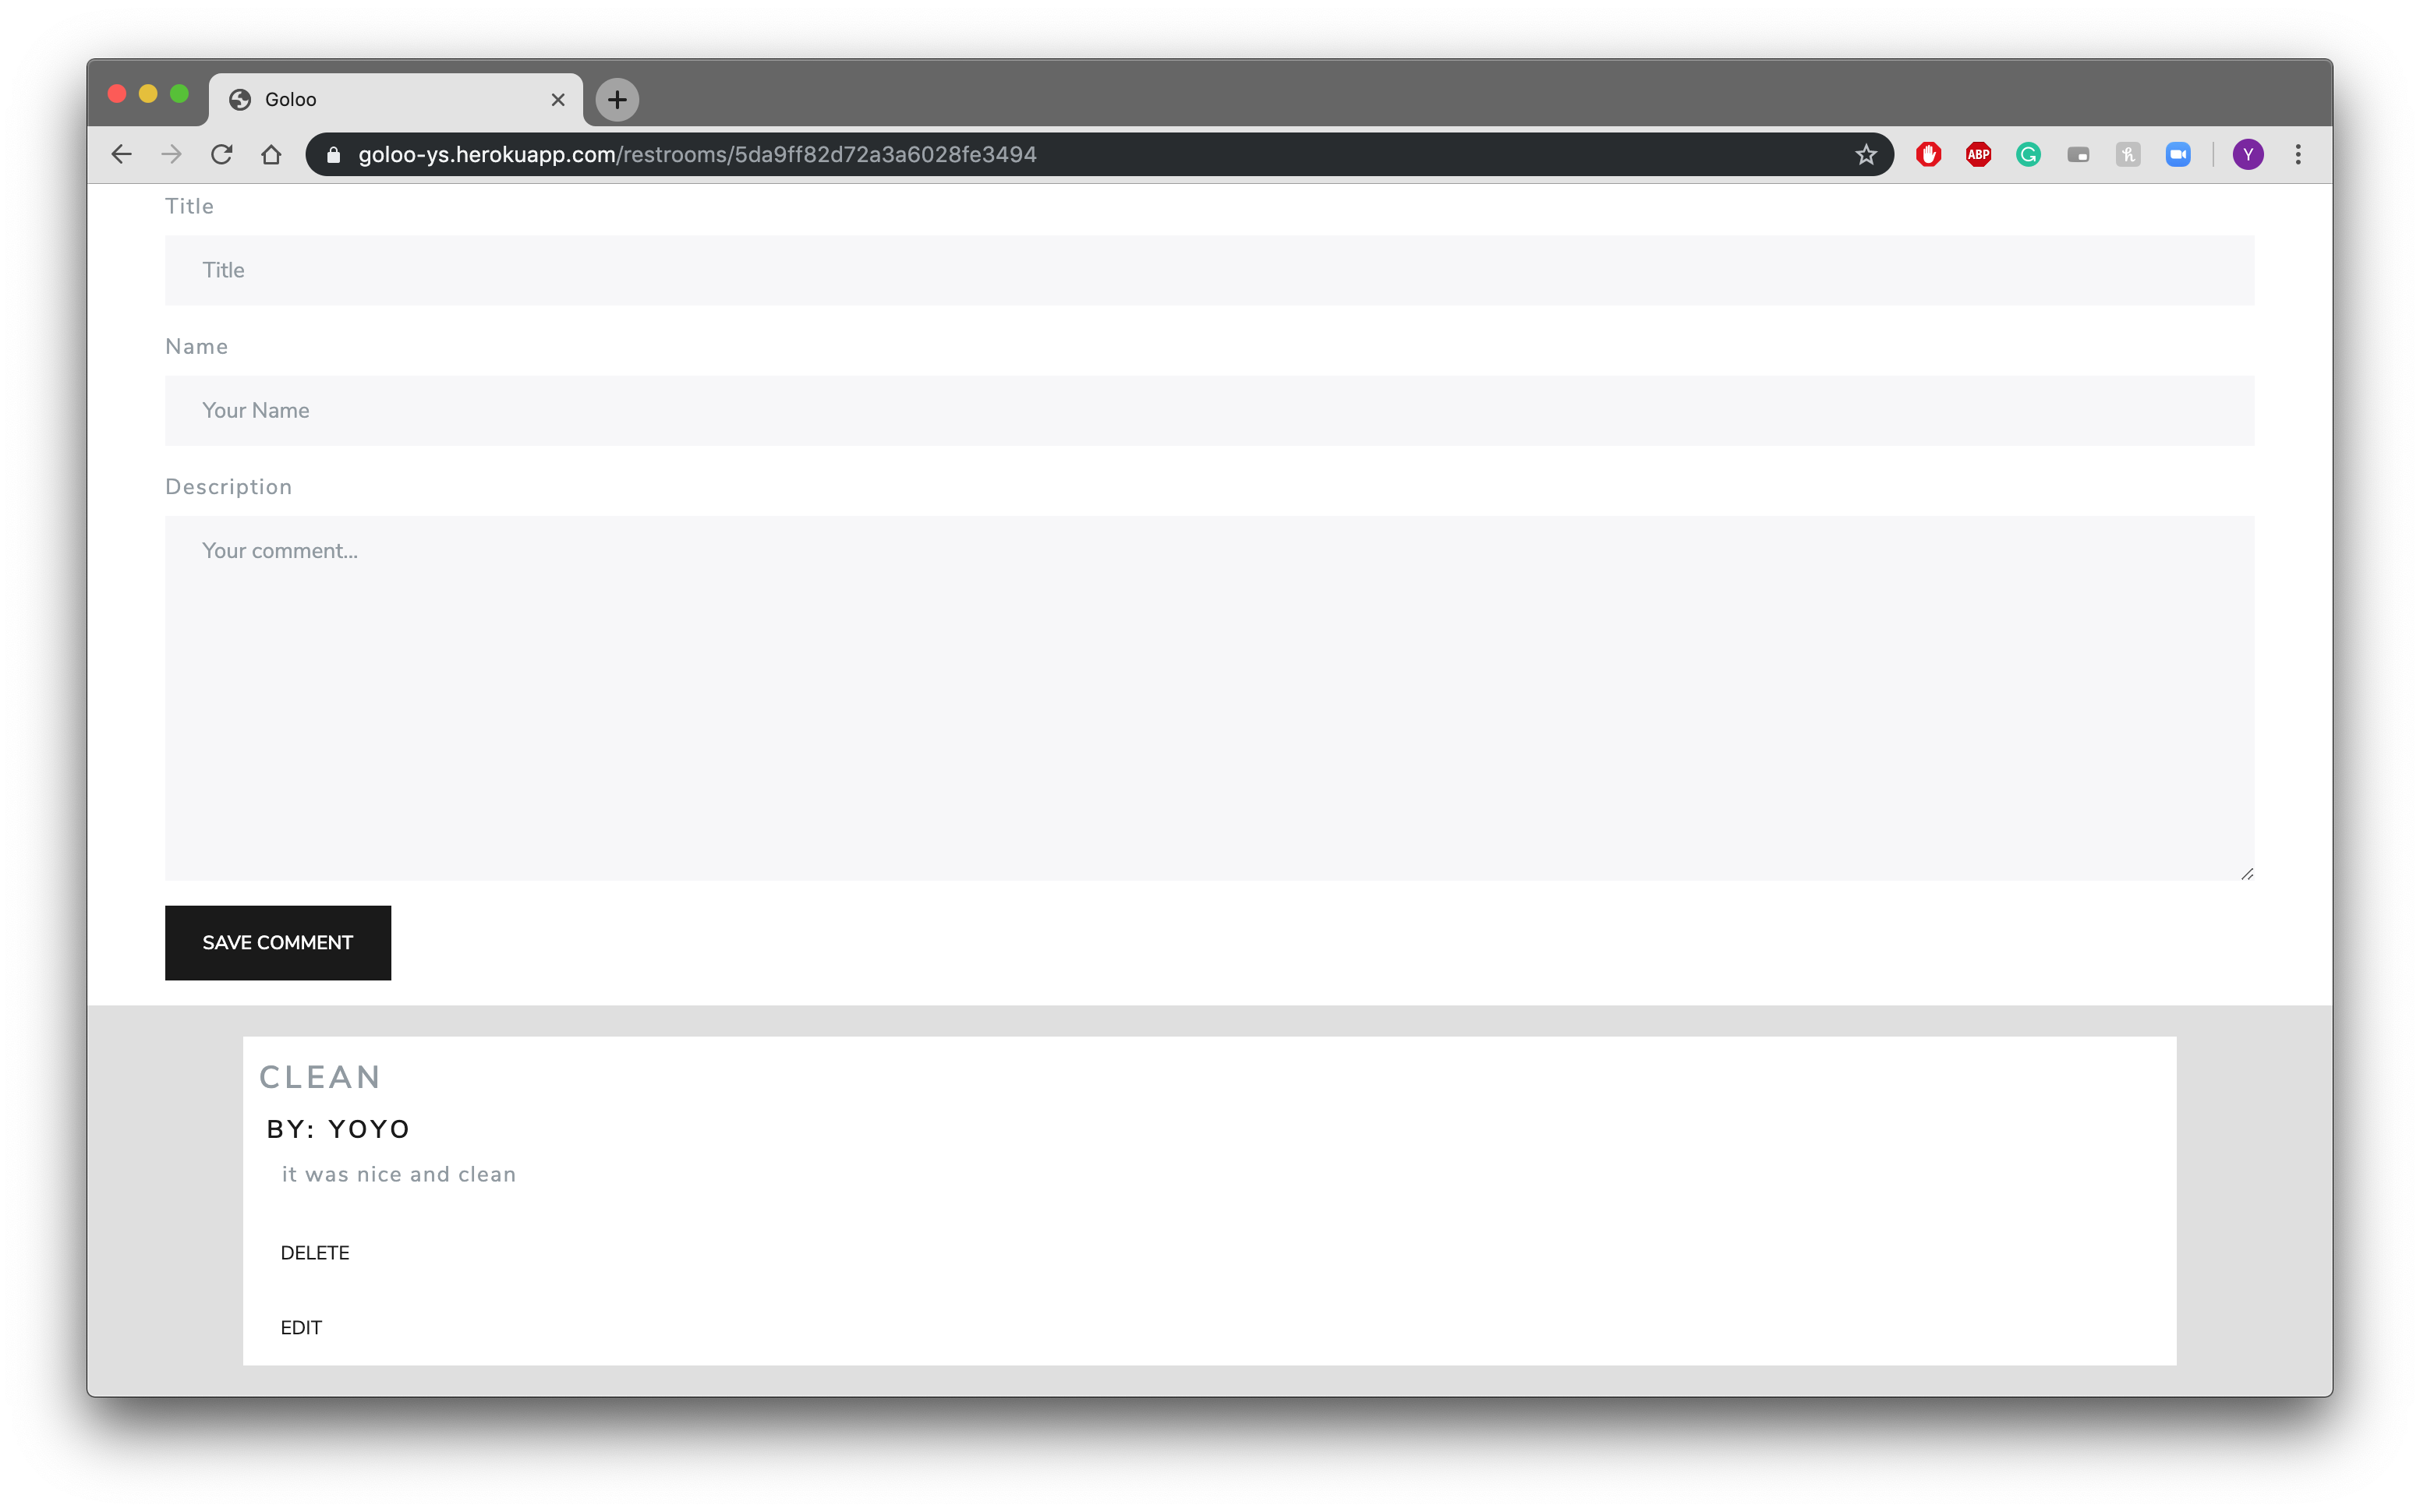 Goloo
goloo-ys.herokuapp.com/restrooms/5da9ff82d72a3a6028fe3494
ABP
Y
Title
Title
Name
Your Name
Description
Your comment...
SAVE COMMENT
CLEAN
BY: YOYO
it was nice and clean
DELETE
EDIT